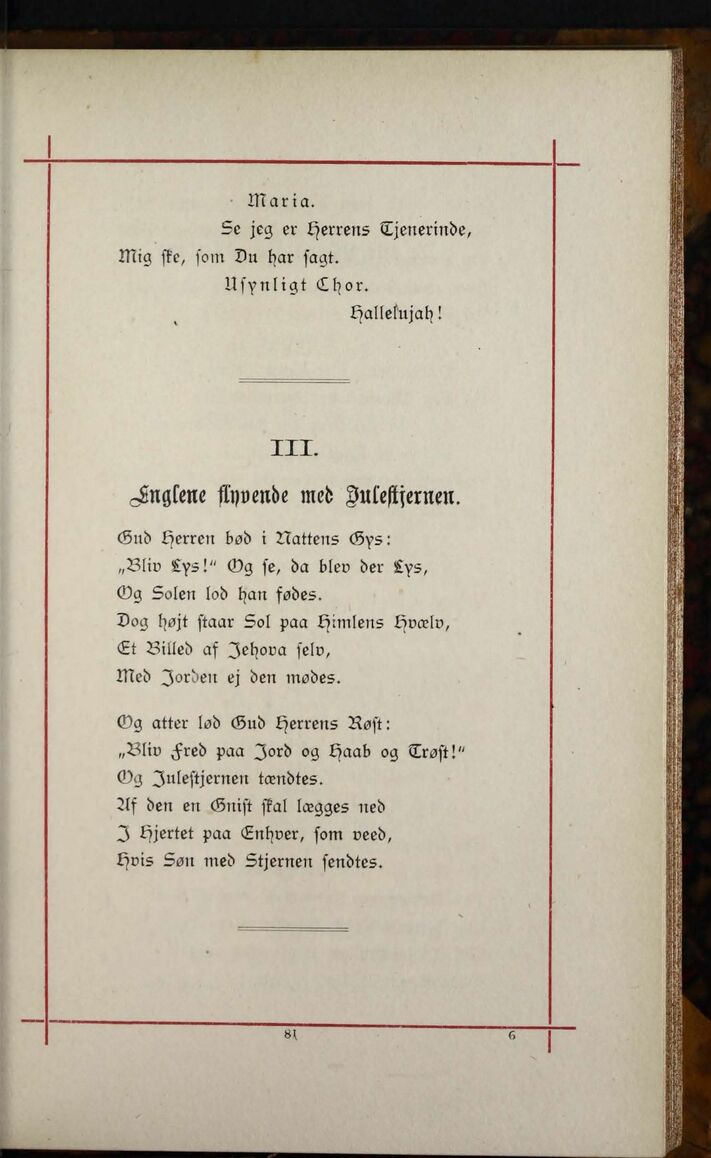 Maria.
Se jeg er Herrens Tjenerinde,
Mig ske, som Du har sagt.
Usynligt Chor.
Hallelujah!
III.
Englene flyvende med Julestjernen.
Gud Herren bød i Nattens Gys:
„Bliv Lys!“ Og se, da blev der Lys,
Og Solen lod han fødes.
Dog højt staar Sol paa Himlens Hvælv,
Et Billed af Jehova selv,
Med Jorden ej den mødes.
Og atter lød Gud Herrens Røst:
„Bliv Fred paa Jord og Haab og Trøst!“
Og Julestjernen tændtes.
Af den en Gnist skal lægges ned
I Hjertet paa Enhver, som veed,
Hvis Søn med Stjernen sendtes.
81
6